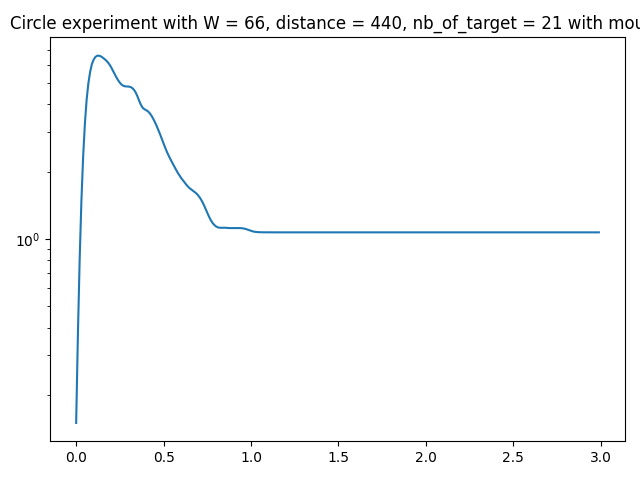 Circle experiment with W = 66, distance = 440, nb_of_target = 21 with mou
10⁰
0.0 0.5 1.0 1.5 2.0 2.5 3.0